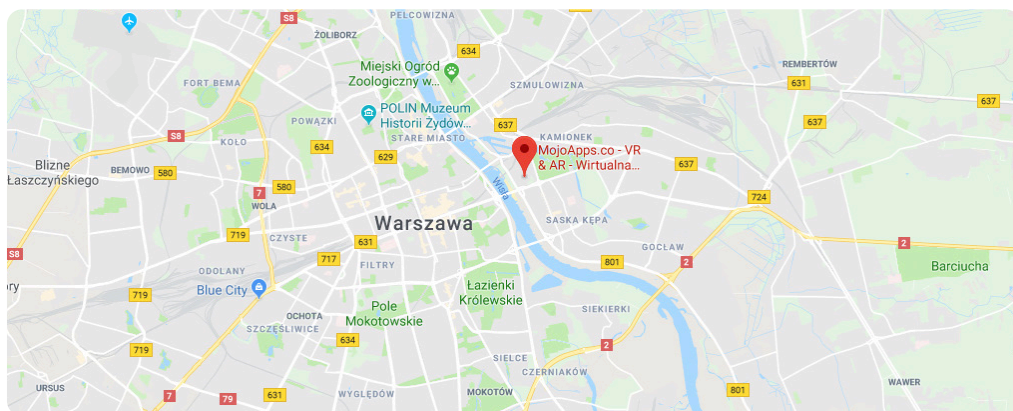 PELCOWIZNA
S8
ŻOLIBORZ
634
Miejski Ogród
Zoologiczny w...
REMBERTÓW
FORT BEMA
SZMULOWIZNA
631
637
POLIN Muzeum
Historii Żydów...
POWĄZKI
637
637
S8
KOŁO
STARE MIASTO
KAMIONEK
634
MojoApps.co - VR
& AR - Wirtualna...
629
637
Blizne
Łaszczyńskiego
BEMOWO
580
580
7
WOLA
Wisła
724
Warszawa
SASKA KĘPA
719
CZYSTE
631
GOCŁAW
2
S8
717
FILTRY
801
2
Barciucha
ODOLANY
ory
Blue City
719
Łazienki
Królewskie
Pole
Mokotowskie
OCHOTA
SIEKIERKI
SZCZĘŚLIWICE
634
2
719
SIELCE
CZERNIAKÓW
URSUS
7
79
631
WYGLĘDÓW
MOKOTÓW
801
WAWER